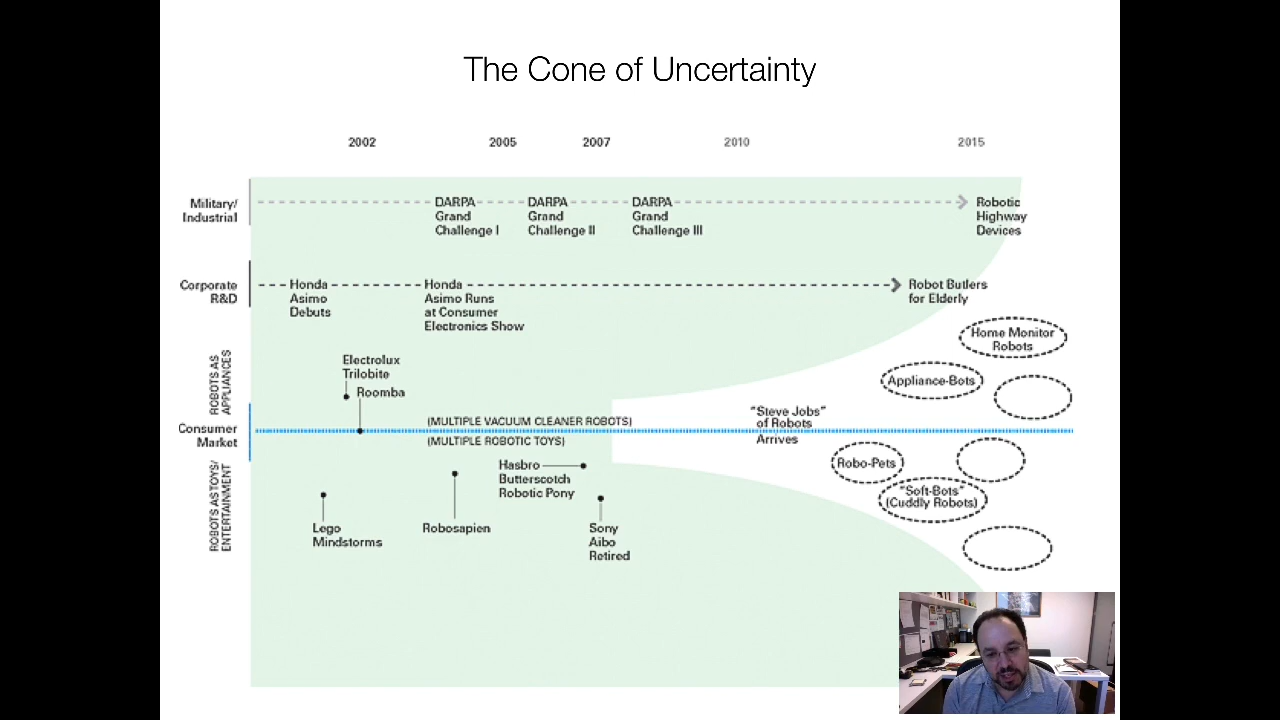 The Cone of Uncertainty
2002 2005 2007 2010 2015
Military/
Industrial
DARPA
Grand
Challenge I
DARPA
Grand
Challenge II
DARPA
Grand
Challenge III
Robotic
Highway
Devices
Corporate
R&D
Honda
Asimo
Debuts
Honda
Asimo Runs
at Consumer
Electronics Show
Robot Butlers
for Elderly
Home Monitor
Robots
ROBOTS AS
APPLIANCES
Electrolux
Trilobite
Roomba
Appliance-Bots
Consumer
Market
(MULTIPLE VACUUM CLEANER ROBOTS)
(MULTIPLE ROBOTIC TOYS)
"Steve Jobs"
of Robots
Arrives
ROBOTS AS TOYS/
ENTERTAINMENT
Lego
Mindstorms
Robosapien
Hasbro
Butterscotch
Robotic Pony
Sony
Aibo
Retired
Robo-Pets
"Soft-Bots"
(Cuddly Robots)